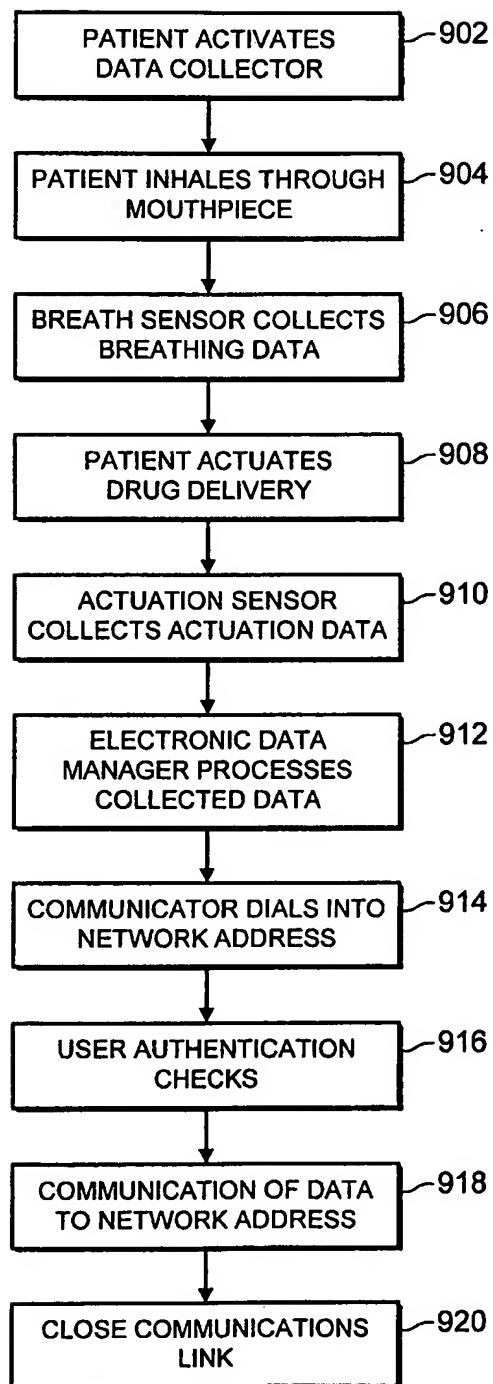 PATIENT ACTIVATES
DATA COLLECTOR
902
PATIENT INHALES THROUGH
MOUTHPIECE
904
BREATH SENSOR COLLECTS
BREATHING DATA
906
PATIENT ACTUATES
DRUG DELIVERY
908
ACTUATION SENSOR
COLLECTS ACTUATION DATA
910
ELECTRONIC DATA
MANAGER PROCESSES
COLLECTED DATA
912
COMMUNICATOR DIALS INTO
NETWORK ADDRESS
914
USER AUTHENTICATION
CHECKS
916
COMMUNICATION OF DATA
TO NETWORK ADDRESS
918
CLOSE COMMUNICATIONS
LINK
920